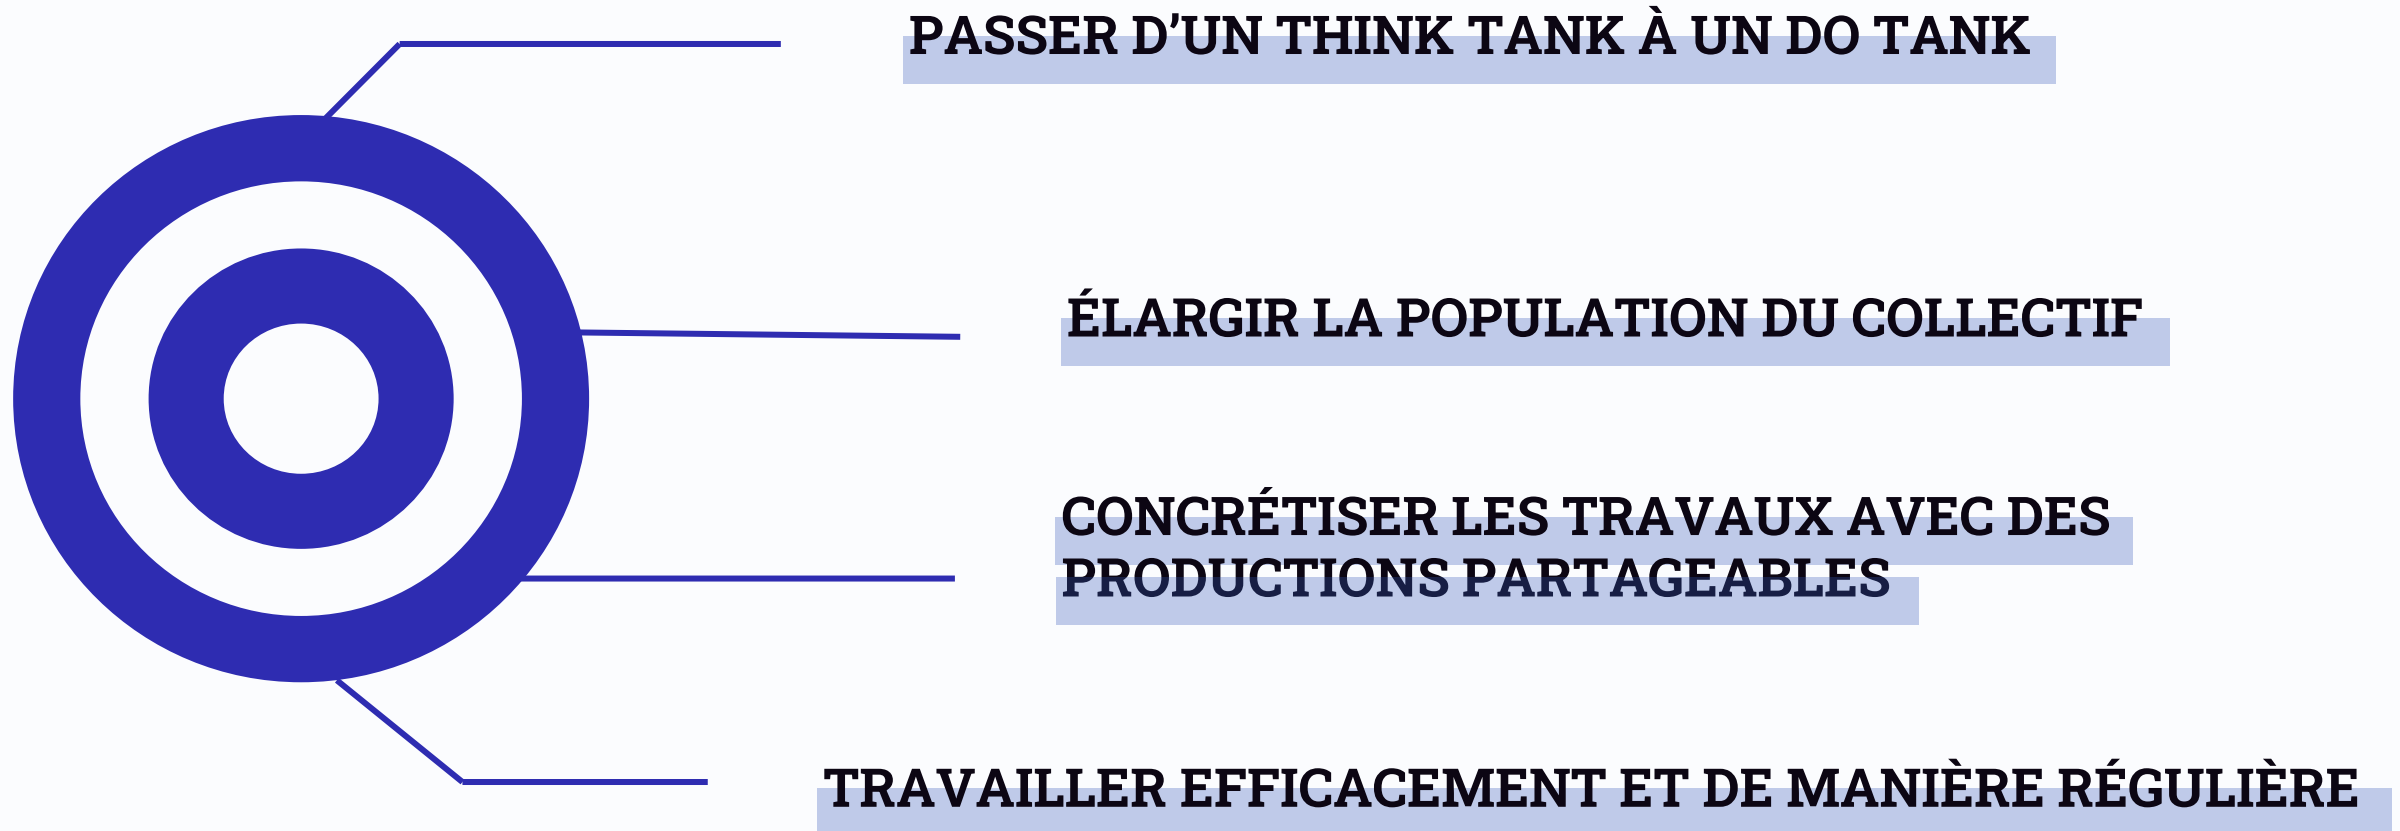 PASSER D’UN THINK TANK À UN DO TANK
ÉLARGIR LA POPULATION DU COLLECTIF
CONCRÉTISER LES TRAVAUX AVEC DES
PRODUCTIONS PARTAGEABLES
TRAVAILLER EFFICACEMENT ET DE MANIÈRE RÉGULIÈRE